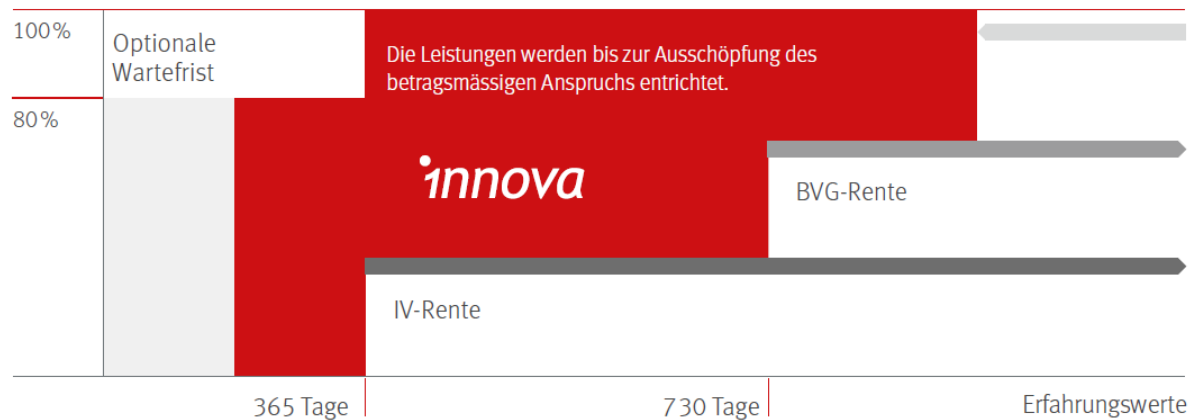 100%
Optionale
Wartefrist
Die Leistungen werden bis zur Ausschöpfung des
betragsmässigen Anspruchs entrichtet.
80%
innova
BVG-Rente
IV-Rente
365 Tage
730 Tage
Erfahrungswerte